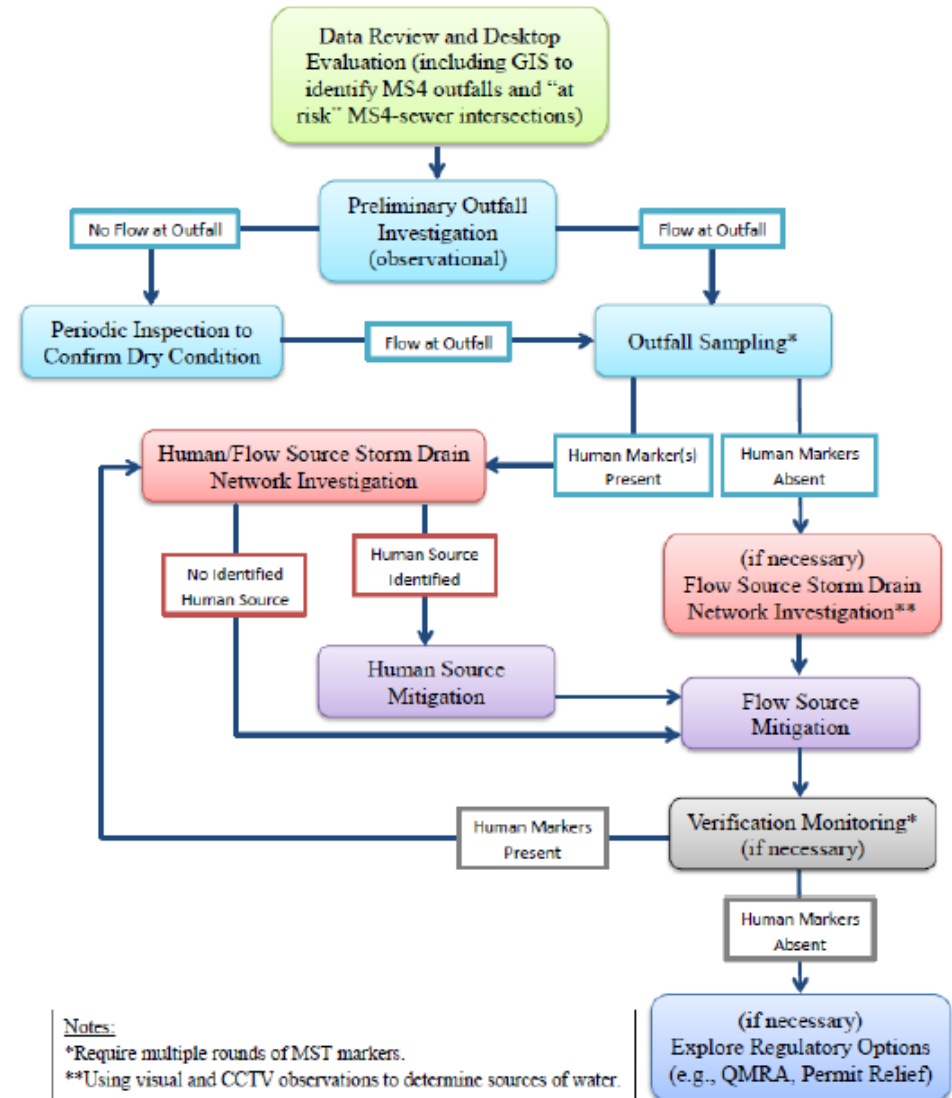 Data Review and Desktop
Evaluation (including GIS to
identify MS4 outfalls and “at
risk” MS4-sewer intersections)
Preliminary Outfall
Investigation
(observational)
No Flow at Outfall
Flow at Outfall
Periodic Inspection to
Confirm Dry Condition
Flow at Outfall
Outfall Sampling*
Human/Flow Source Storm Drain
Network Investigation
Human Marker(s)
Present
Human Markers
Absent
No Identified
Human Source
Human Source
Identified
(if necessary)
Flow Source Storm Drain
Network Investigation**
Human Source
Mitigation
Flow Source
Mitigation
Human Markers
Present
Verification Monitoring*
(if necessary)
Human Markers
Absent
Notes:
*Require multiple rounds of MST markers.
**Using visual and CCTV observations to determine sources of water.
(if necessary)
Explore Regulatory Options
(e.g., QMRA, Permit Relief)